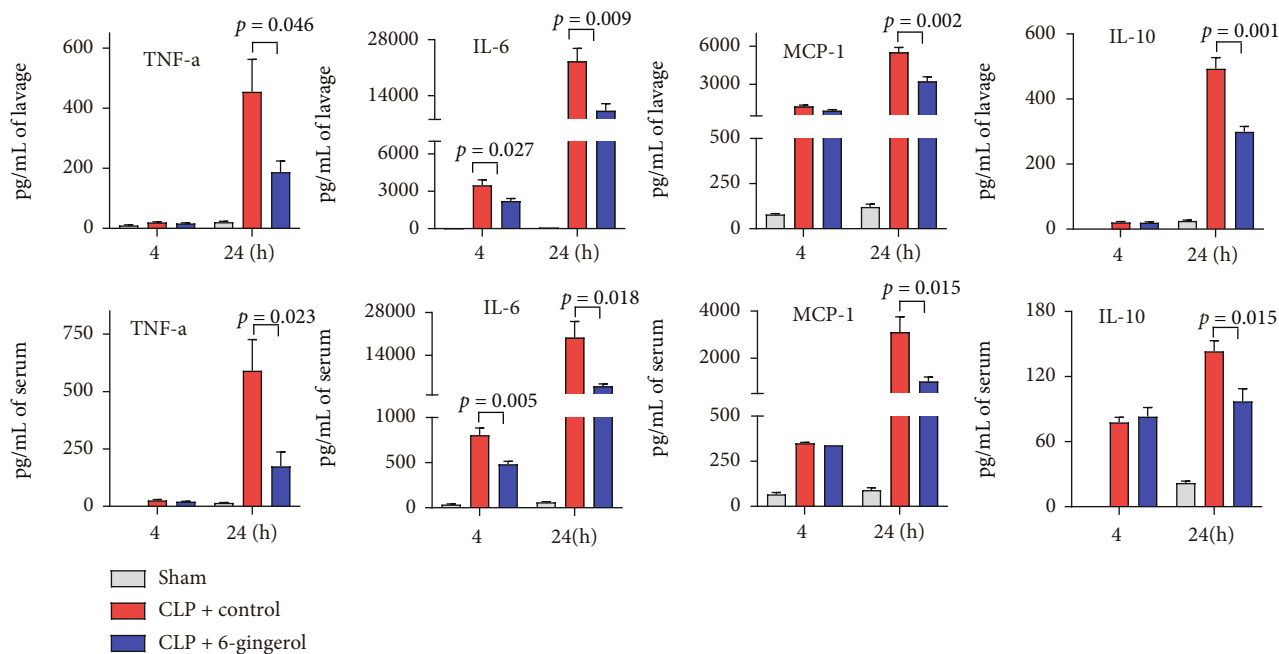 TNF-a
p = 0.046
pg/mL of lavage
600
400
200
0
4
24 (h)
IL-6
p = 0.009
p = 0.027
pg/mL of lavage
28000
14000
6000
3000
0
4
24 (h)
MCP-1
p = 0.002
pg/mL of lavage
6000
3000
500
250
0
4
24 (h)
IL-10
p = 0.001
pg/mL of lavage
600
400
200
0
4
24 (h)
TNF-a
p = 0.023
pg/mL of serum
750
500
250
0
4
24 (h)
IL-6
p = 0.018
p = 0.005
pg/mL of serum
28000
14000
1000
500
0
4
24(h)
MCP-1
p = 0.015
pg/mL of serum
4000
2000
500
250
0
4
24 (h)
IL-10
p = 0.015
pg/mL of serum
180
120
60
0
4
24(h)
Sham
CLP + control
CLP + 6-gingerol